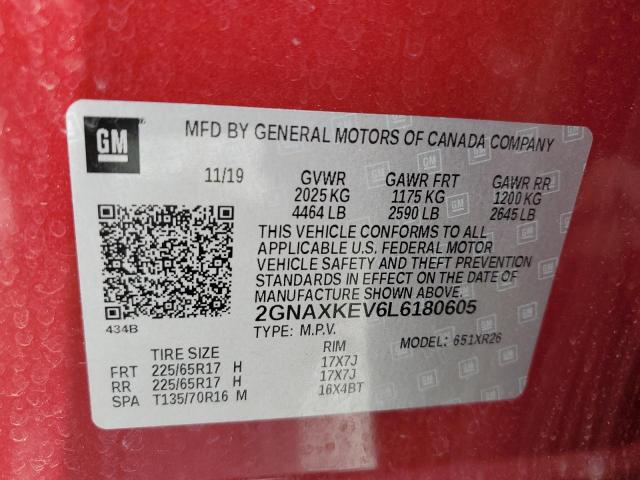 GM
MFD BY GENERAL MOTORS OF CANADA COMPANY
11/19 GVWR GAWR FRT GAWR RR
2025 KG 1175 KG 1200 KG
4464 LB 2590 LB 2645 LB
THIS VEHICLE CONFORMS TO ALL
APPLICABLE U.S. FEDERAL MOTOR
VEHICLE SAFETY AND THEFT PREVENTION
STANDARDS IN EFFECT ON THE DATE OF
MANUFACTURE SHOWN ABOVE.
2GNAXKEV6L6180605
434B
TYPE: M.P.V. MODEL: 651XR26
TIRE SIZE RIM
FRT 225/65R17 H 17X7J
RR 225/65R17 H 17X7J
SPA T135/70R16 M 16X4BT